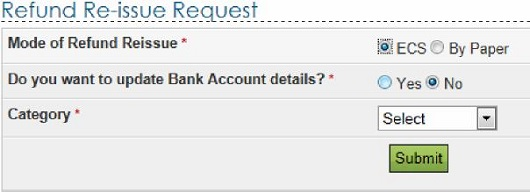 Refund Re-issue Request
Mode of Refund Reissue * ECS By Paper
Do you want to update Bank Account details? * Yes No
Category * Select
Submit